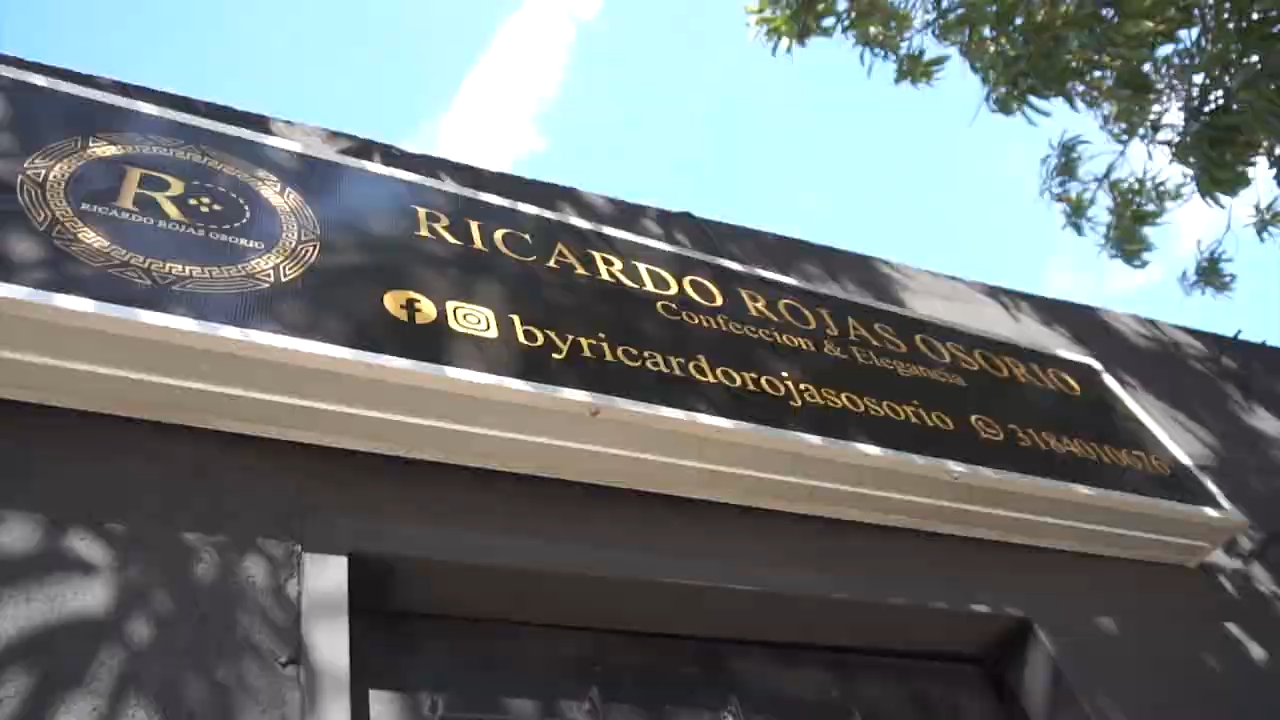 R
RICARDO ROJAS OSORIO
RICARDO ROJAS OSORIO
Confeccion & Elegancia
byricardorojasosorio 3184010676